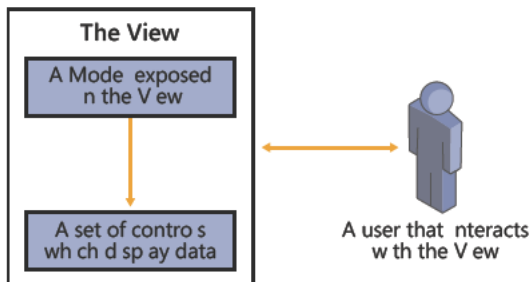 The View
A Mode exposed
n the V ew
A set of contro s
wh ch d sp ay data
A user that nteracts
w th the V ew